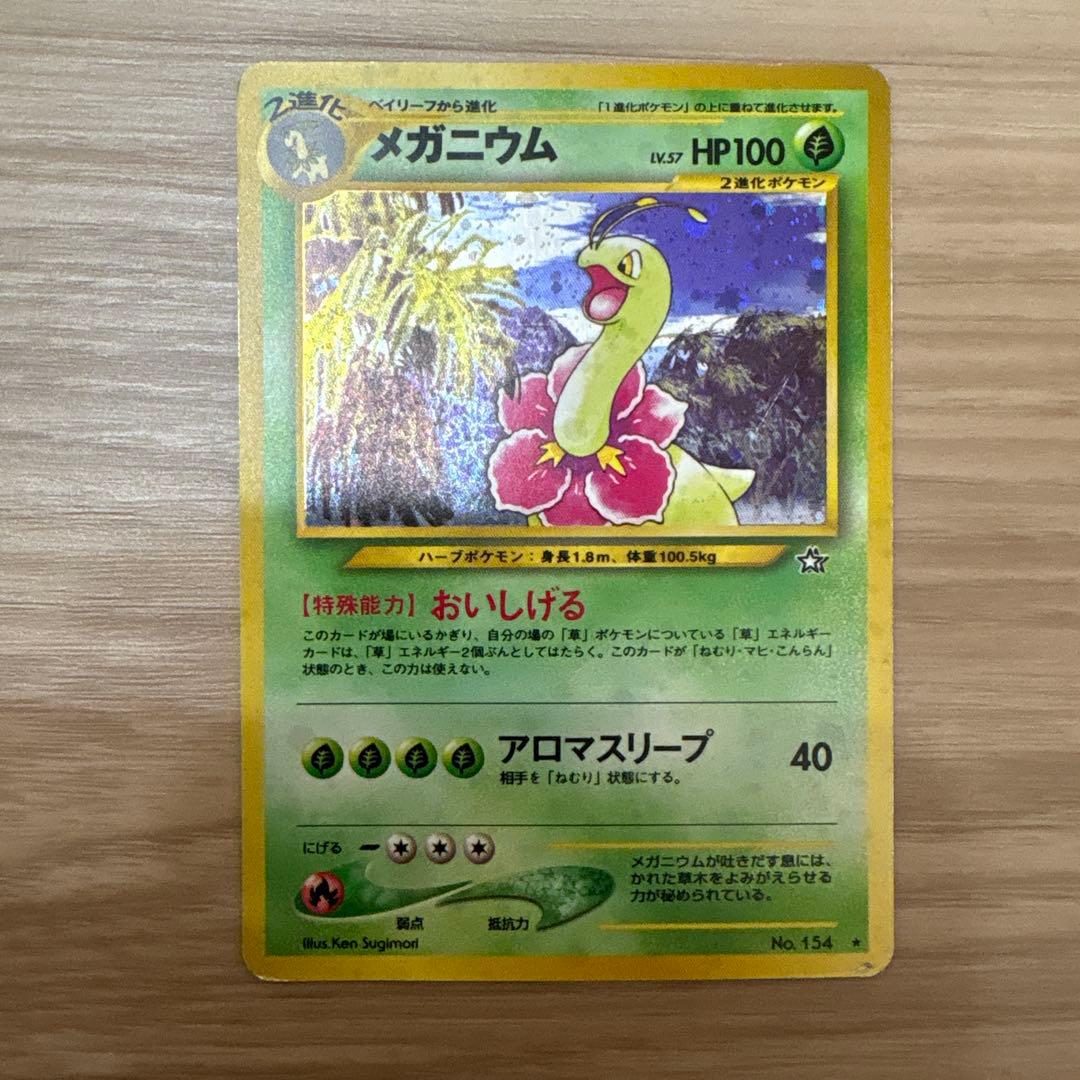 2進化
ベイリーフから進化
「1進化ポケモン」の上に重ねて進化させます。
メガニウム
LV.57 HP100
2進化ポケモン
ハーブポケモン：身長1.8m、体重100.5kg
【特殊能力】おいしげる
このカードが場にいるかぎり、自分の場の「草」ポケモンについている「草」エネルギー
カードは、「草」エネルギー2個ぶんとしてはたらく。このカードが「ねむり・マヒ・こんらん」
状態のとき、この力は使えない。
アロマスリープ 40
相手を「ねむり」状態にする。
にげる
弱点 抵抗力
メガニウムが吐きだす息には、
かれた草木をよみがえらせる
力が秘められている。
Illus.Ken Sugimori
No. 154 ★